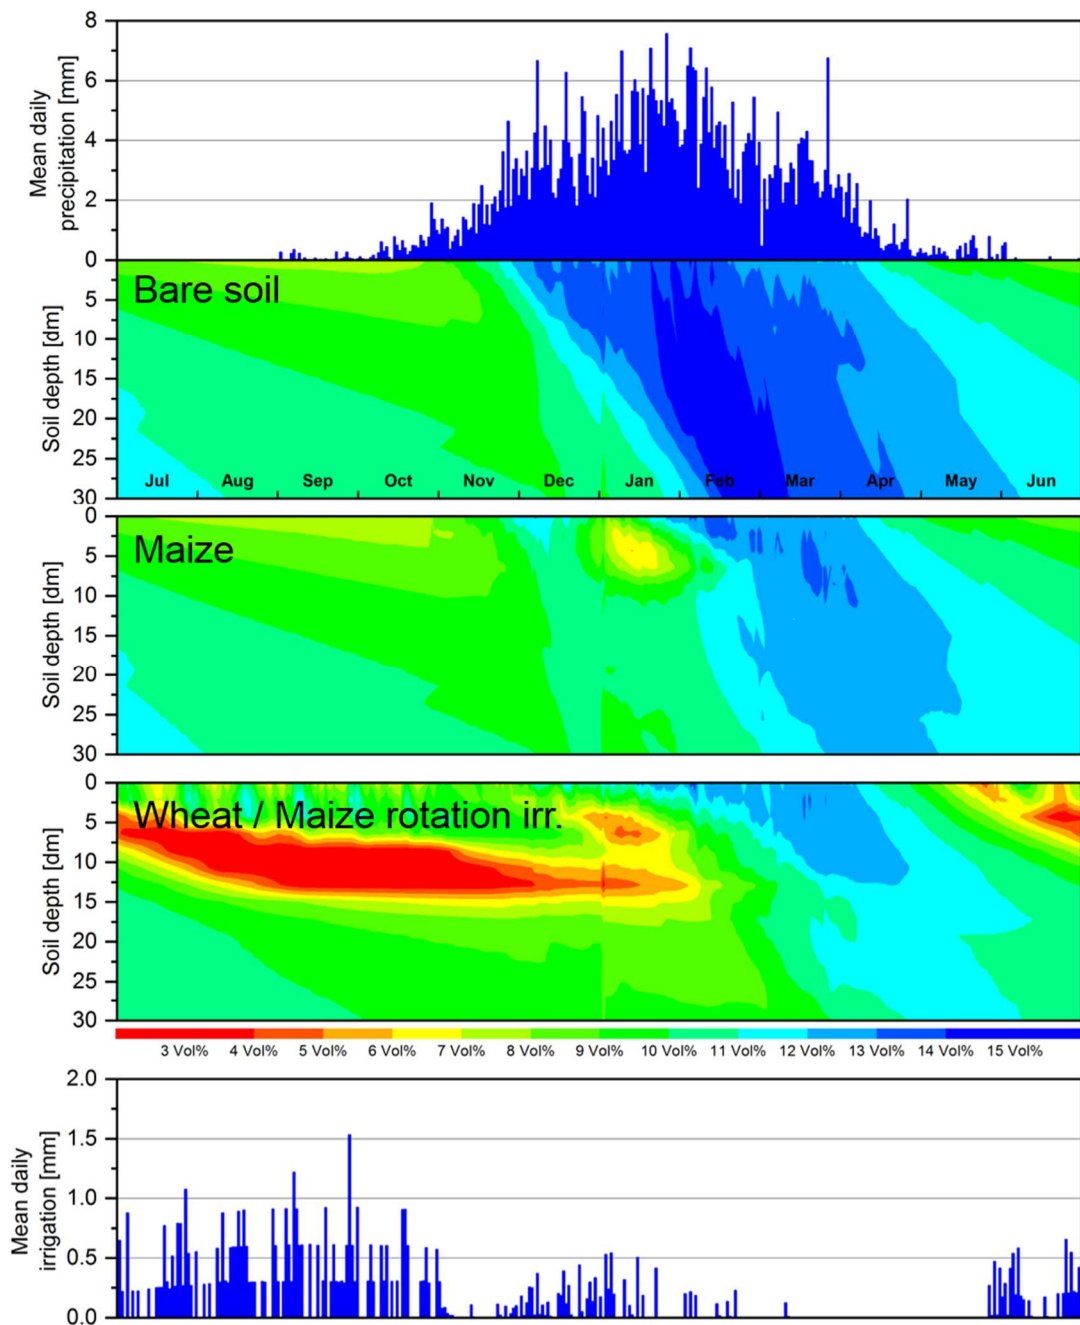 Mean daily
precipitation [mm]
8
6
4
2
0
Bare soil
Soil depth [dm]
5
10
15
20
25
30
Jul Aug Sep Oct Nov Dec Jan Feb Mar Apr May Jun
Maize
Soil depth [dm]
0
5
10
15
20
25
30
Wheat / Maize rotation irr.
Soil depth [dm]
0
5
10
15
20
25
30
3 Vol% 4 Vol% 5 Vol% 6 Vol% 7 Vol% 8 Vol% 9 Vol% 10 Vol% 11 Vol% 12 Vol% 13 Vol% 14 Vol% 15 Vol%
Mean daily
irrigation [mm]
2.0
1.5
1.0
0.5
0.0